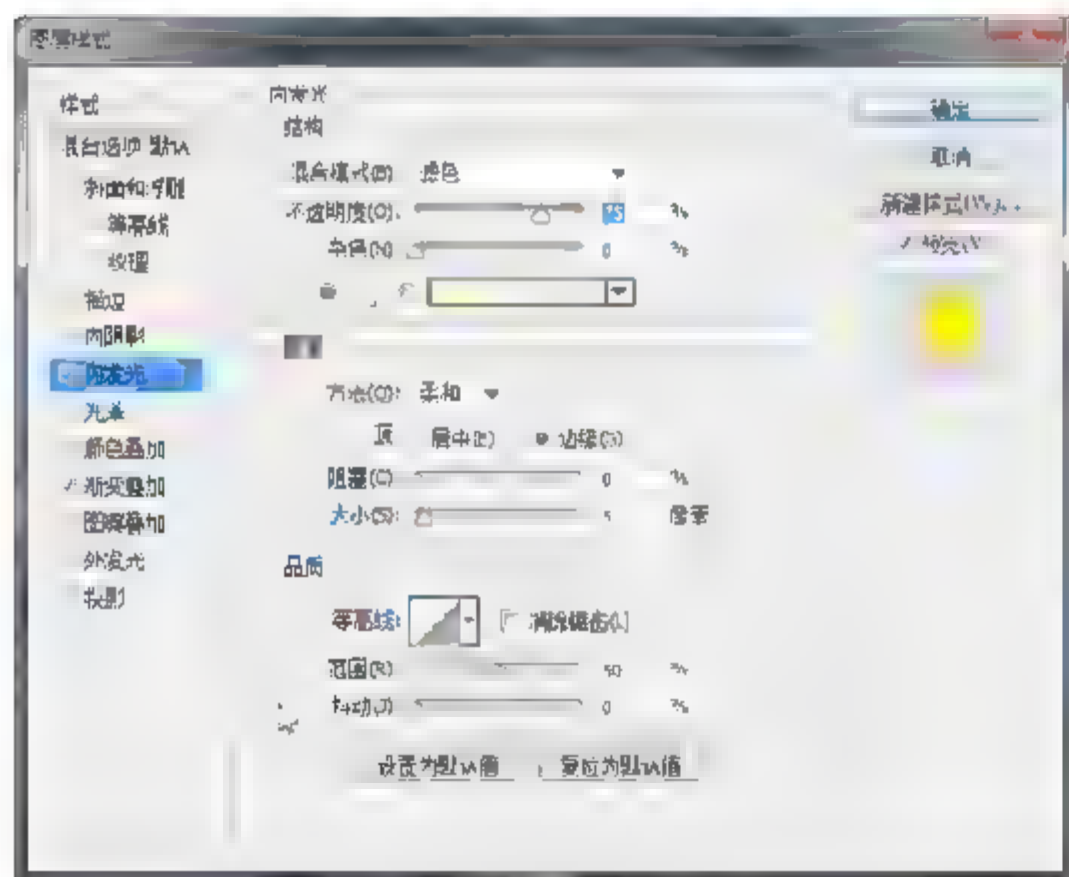 图层样式
样式
混合选项:默认
斜面和浮雕
等高线
纹理
描边
内阴影
内发光
光泽
颜色叠加
渐变叠加
图案叠加
外发光
投影
内发光
结构
混合模式(B): 滤色
不透明度(O): 75 %
杂色(N): 0 %
方法(Q): 柔和
居中(E) 边缘(G)
阻塞(C): 0 %
大小(S): 5 像素
品质
等高线: 消除锯齿(L)
范围(R): 50 %
抖动(J): 0 %
设置为默认值 复位为默认值
确定
取消
新建样式(W)...
预览(V)